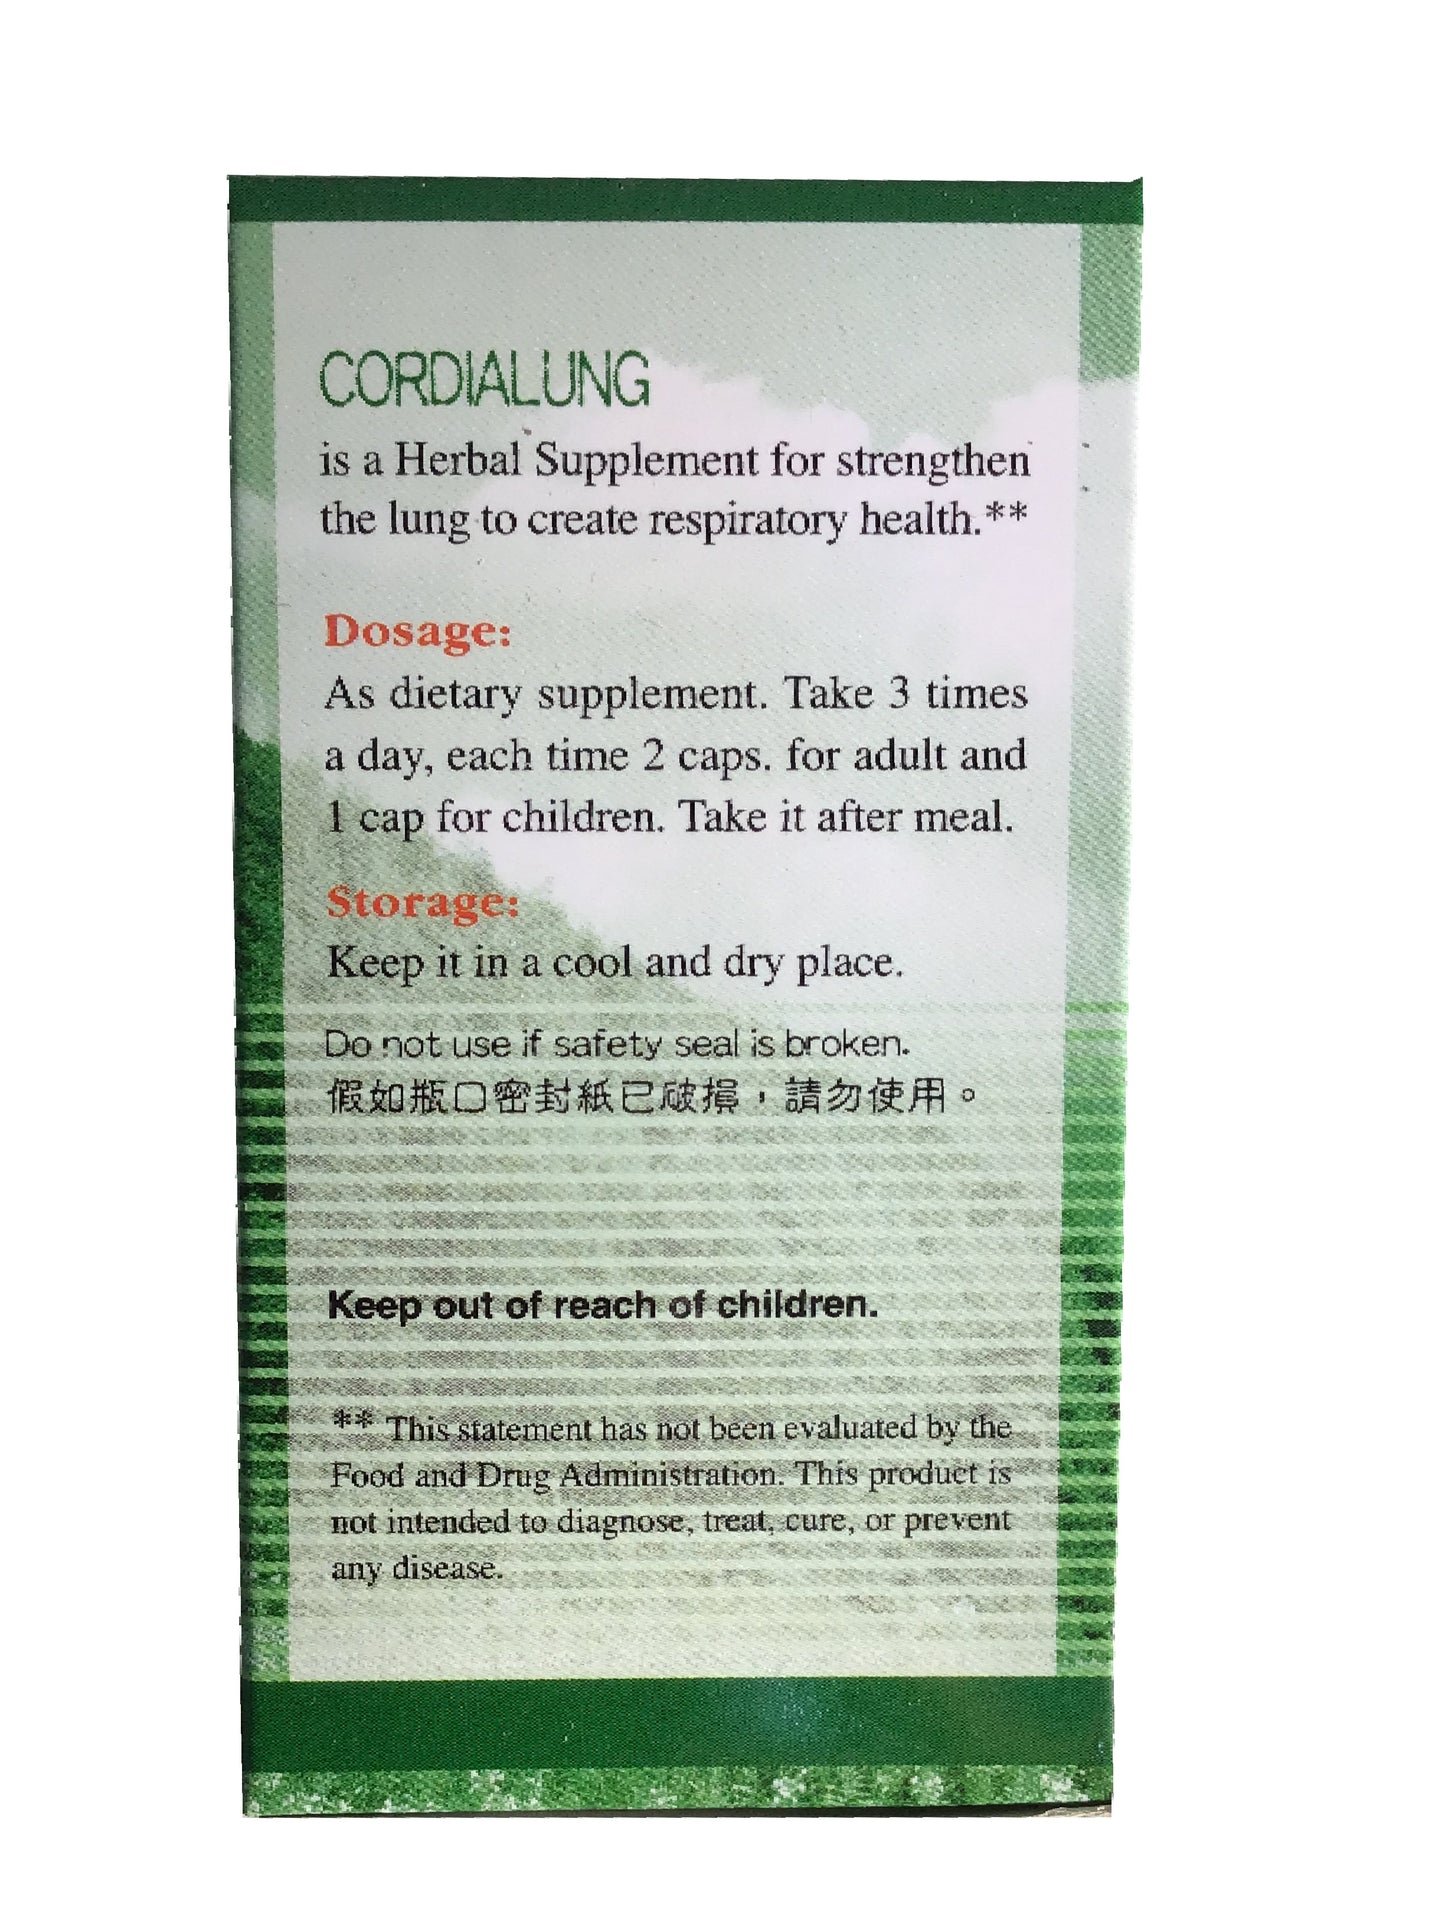 CORDIALUNG
is a Herbal Supplement for strengthen
the lung to create respiratory health.**
Dosage:
As dietary supplement. Take 3 times
a day, each time 2 caps. for adult and
1 cap for children. Take it after meal.
Storage:
Keep it in a cool and dry place.
Do not use if safety seal is broken.
假如瓶口密封紙已破損，請勿使用。
Keep out of reach of children.
** This statement has not been evaluated by the
Food and Drug Administration. This product is
not intended to diagnose, treat, cure, or prevent
any disease.